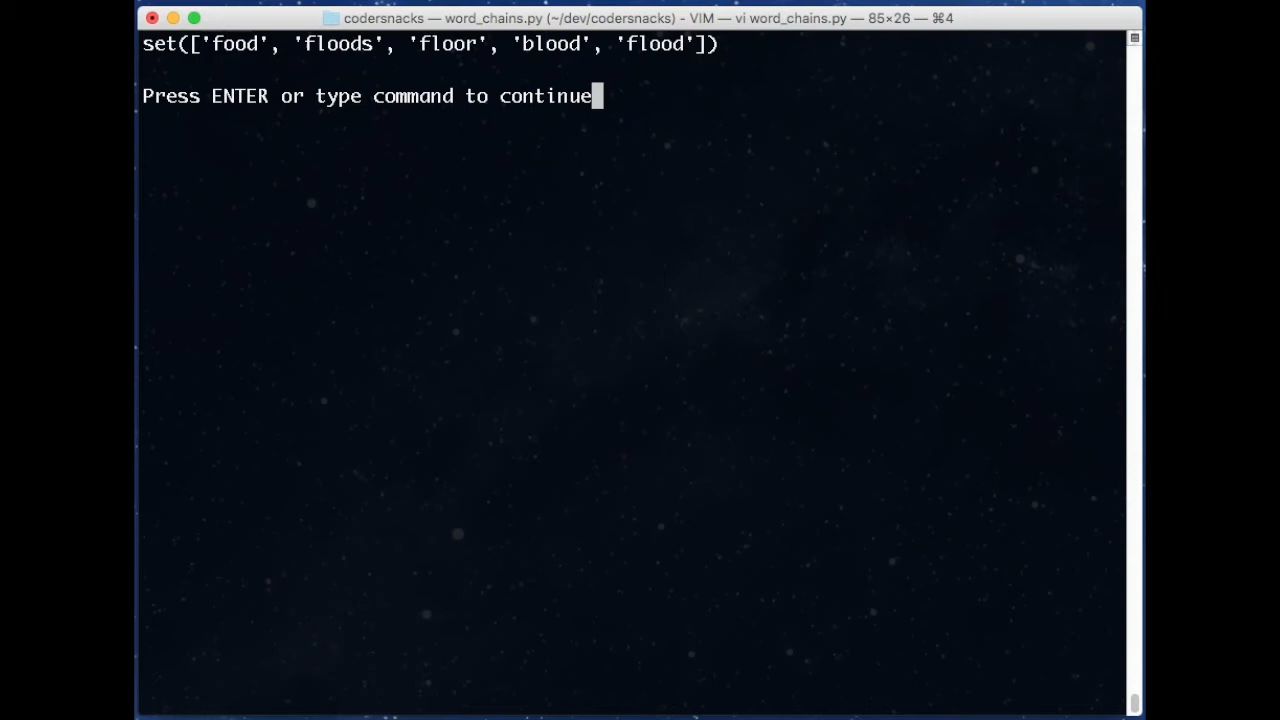 codersnacks — word_chains.py (~/dev/codersnacks) - VIM — vi word_chains.py — 85×26 — ⌘4
set(['food', 'floods', 'floor', 'blood', 'flood'])
Press ENTER or type command to continue